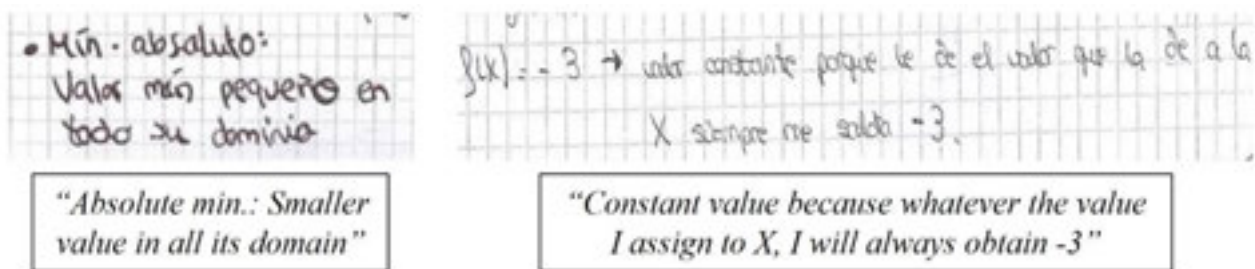 • Mín. absoluto:
Valor mín pequeño en
todo su dominio
f(x) = - 3 → valor constante porque le de el valor que le de a la
X siempre me saldrá -3.
“Absolute min.: Smaller
value in all its domain”
“Constant value because whatever the value
I assign to X, I will always obtain -3”